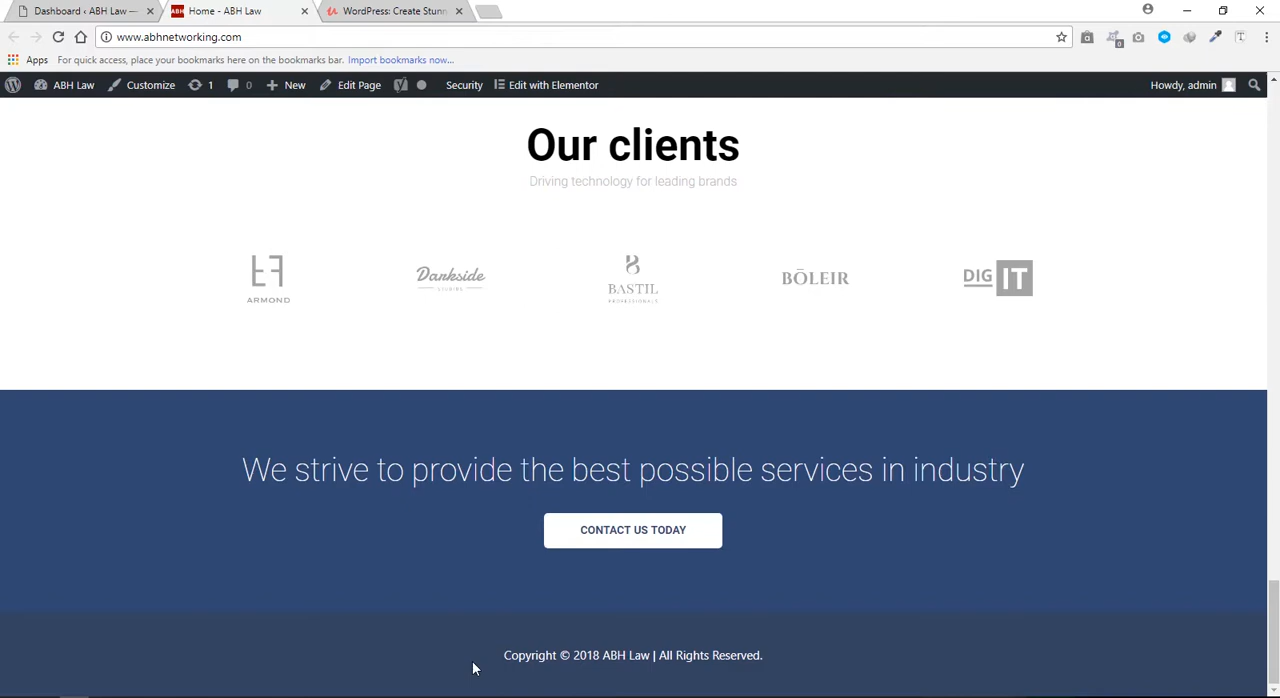 Dashboard ‹ ABH Law —
Home - ABH Law
WordPress: Create Stunn
www.abhnetworking.com
Apps
For quick access, place your bookmarks here on the bookmarks bar.
Import bookmarks now...
ABH Law
Customize
1
0
New
Edit Page
Security
Edit with Elementor
Howdy, admin
Our clients
Driving technology for leading brands
ARMOND
Darkside
STUDIOS
BASTIL
PROFESSIONALS
BŌLEIR
DIG IT
We strive to provide the best possible services in industry
CONTACT US TODAY
Copyright © 2018 ABH Law | All Rights Reserved.